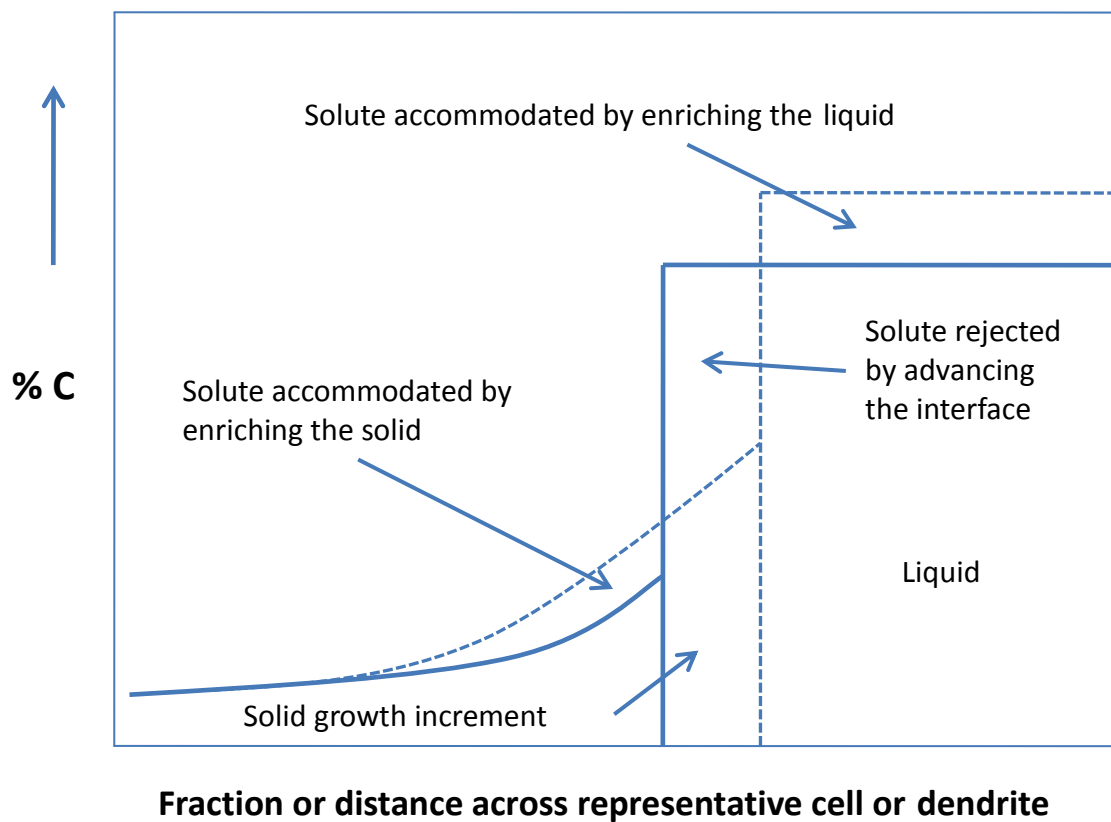 Solute accommodated by enriching the liquid
% C
Solute accommodated by
enriching the solid
Solute rejected
by advancing
the interface
Liquid
Solid growth increment
Fraction or distance across representative cell or dendrite